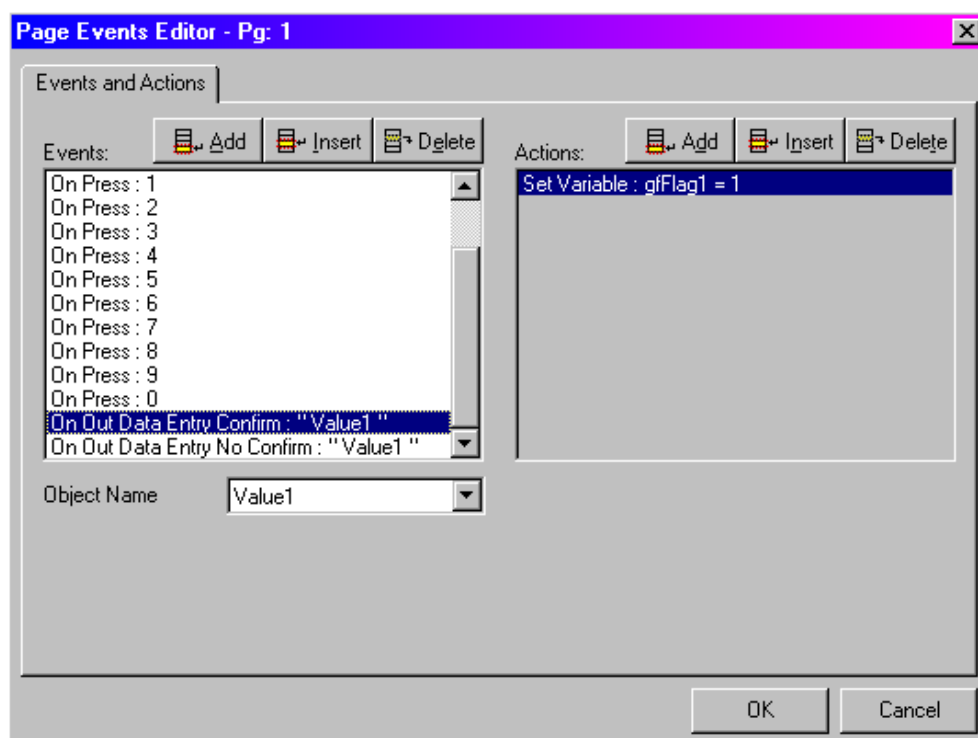 Page Events Editor - Pg: 1
Events and Actions
Events:
Add
Insert
Delete
On Press : 1
On Press : 2
On Press : 3
On Press : 4
On Press : 5
On Press : 6
On Press : 7
On Press : 8
On Press : 9
On Press : 0
On Out Data Entry Confirm : " Value1 "
On Out Data Entry No Confirm : " Value1 "
Object Name
Value1
Actions:
Add
Insert
Delete
Set Variable : gfFlag1 = 1
OK
Cancel